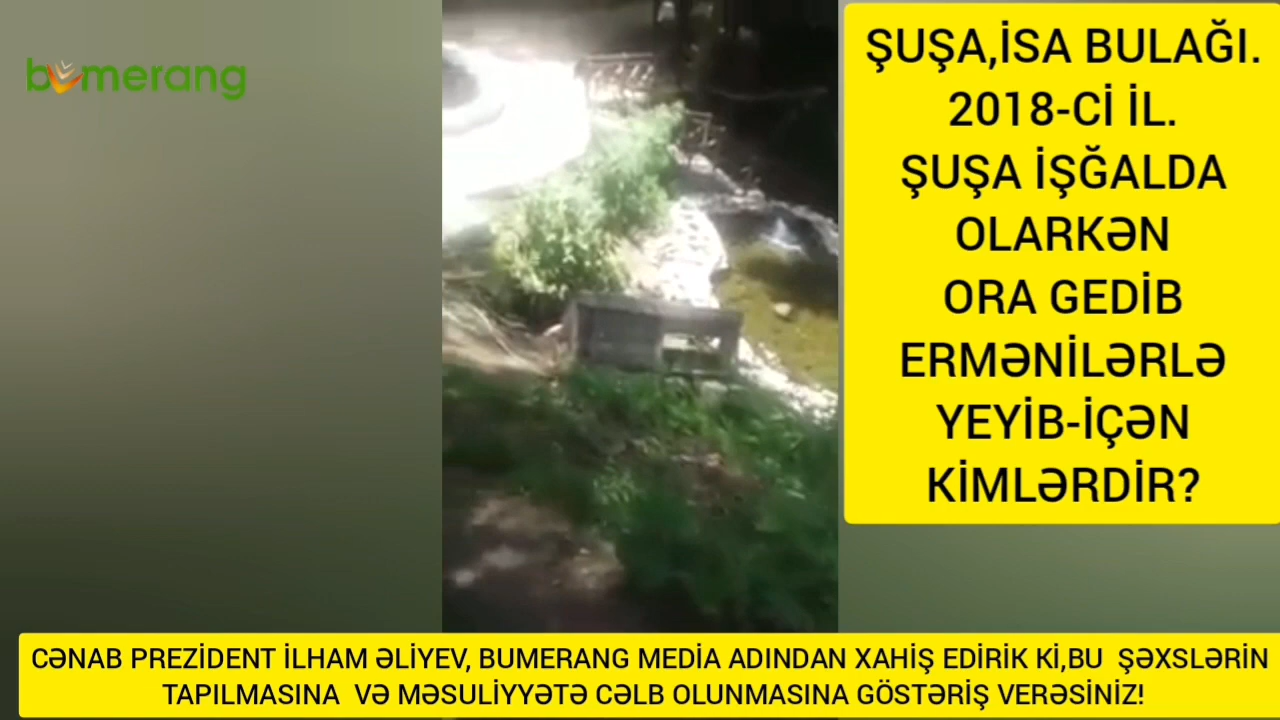 bumerang
ŞUŞA,İSA BULAĞI.
2018-Cİ İL.
ŞUŞA İŞĞALDA
OLARKƏN
ORA GEDİB
ERMƏNİLƏRLƏ
YEYİB-İÇƏN
KİMLƏRDİR?
CƏNAB PREZİDENT İLHAM ƏLİYEV, BUMERANG MEDİA ADINDAN XAHİŞ EDİRİK Kİ,BU ŞƏXSLƏRİN
TAPILMASINA VƏ MƏSULİYYƏTƏ CƏLB OLUNMASINA GÖSTƏRİŞ VERƏSİNİZ!